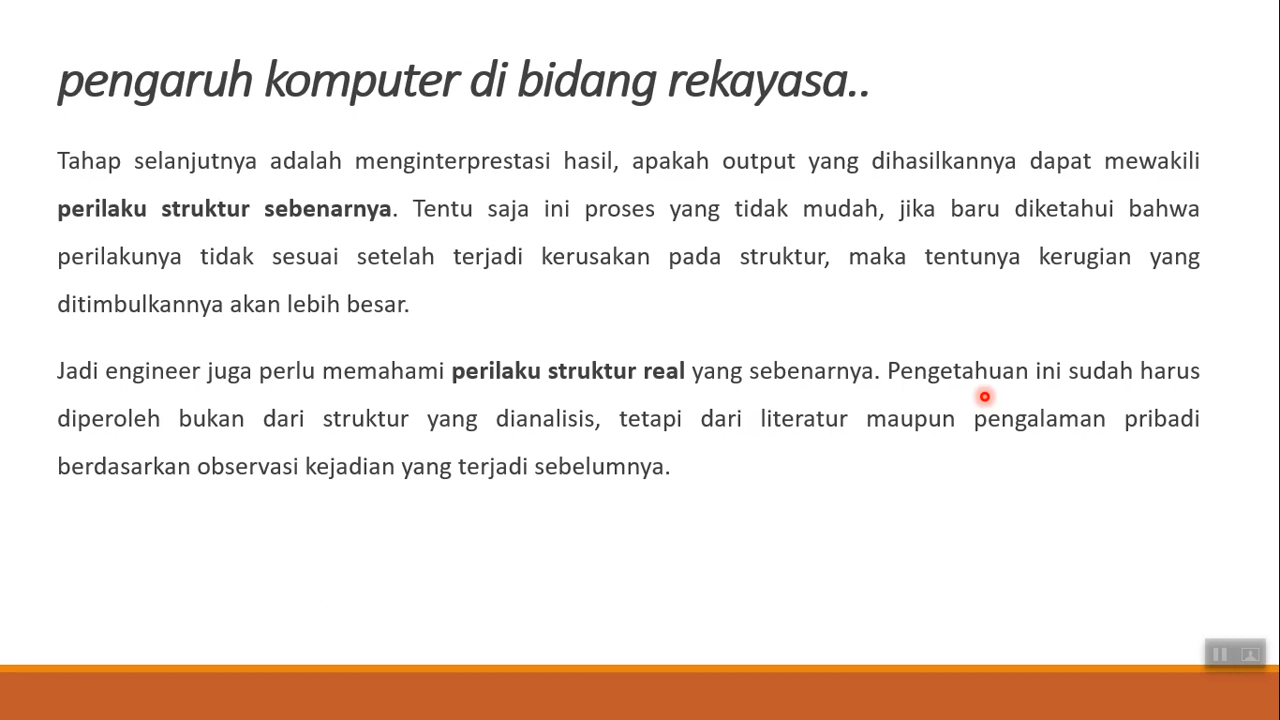 pengaruh komputer di bidang rekayasa..
Tahap selanjutnya adalah menginterprestasi hasil, apakah output yang dihasilkannya dapat mewakili
perilaku struktur sebenarnya. Tentu saja ini proses yang tidak mudah, jika baru diketahui bahwa
perilakunya tidak sesuai setelah terjadi kerusakan pada struktur, maka tentunya kerugian yang
ditimbulkannya akan lebih besar.
Jadi engineer juga perlu memahami perilaku struktur real yang sebenarnya. Pengetahuan ini sudah harus
diperoleh bukan dari struktur yang dianalisis, tetapi dari literatur maupun pengalaman pribadi
berdasarkan observasi kejadian yang terjadi sebelumnya.